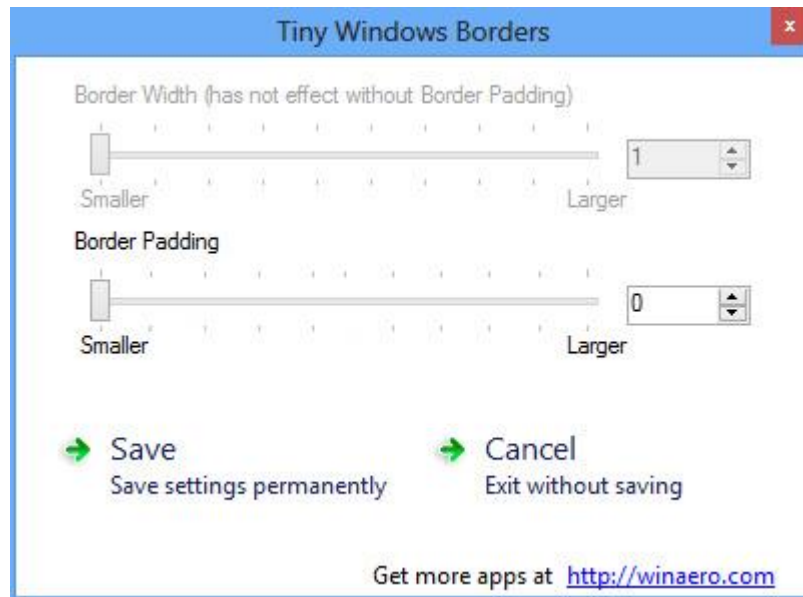 Tiny Windows Borders
x
Border Width (has not effect without Border Padding)
1
Smaller Larger
Border Padding
0
Smaller Larger
Save Cancel
Save settings permanently Exit without saving
Get more apps at http://winaero.com